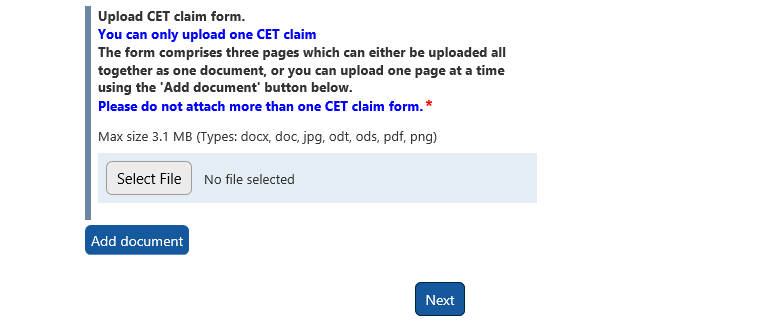 Upload CET claim form.
You can only upload one CET claim
The form comprises three pages which can either be uploaded all
together as one document, or you can upload one page at a time
using the 'Add document' button below.
Please do not attach more than one CET claim form. *
Max size 3.1 MB (Types: docx, doc, jpg, odt, ods, pdf, png)
Select File No file selected
Add document
Next